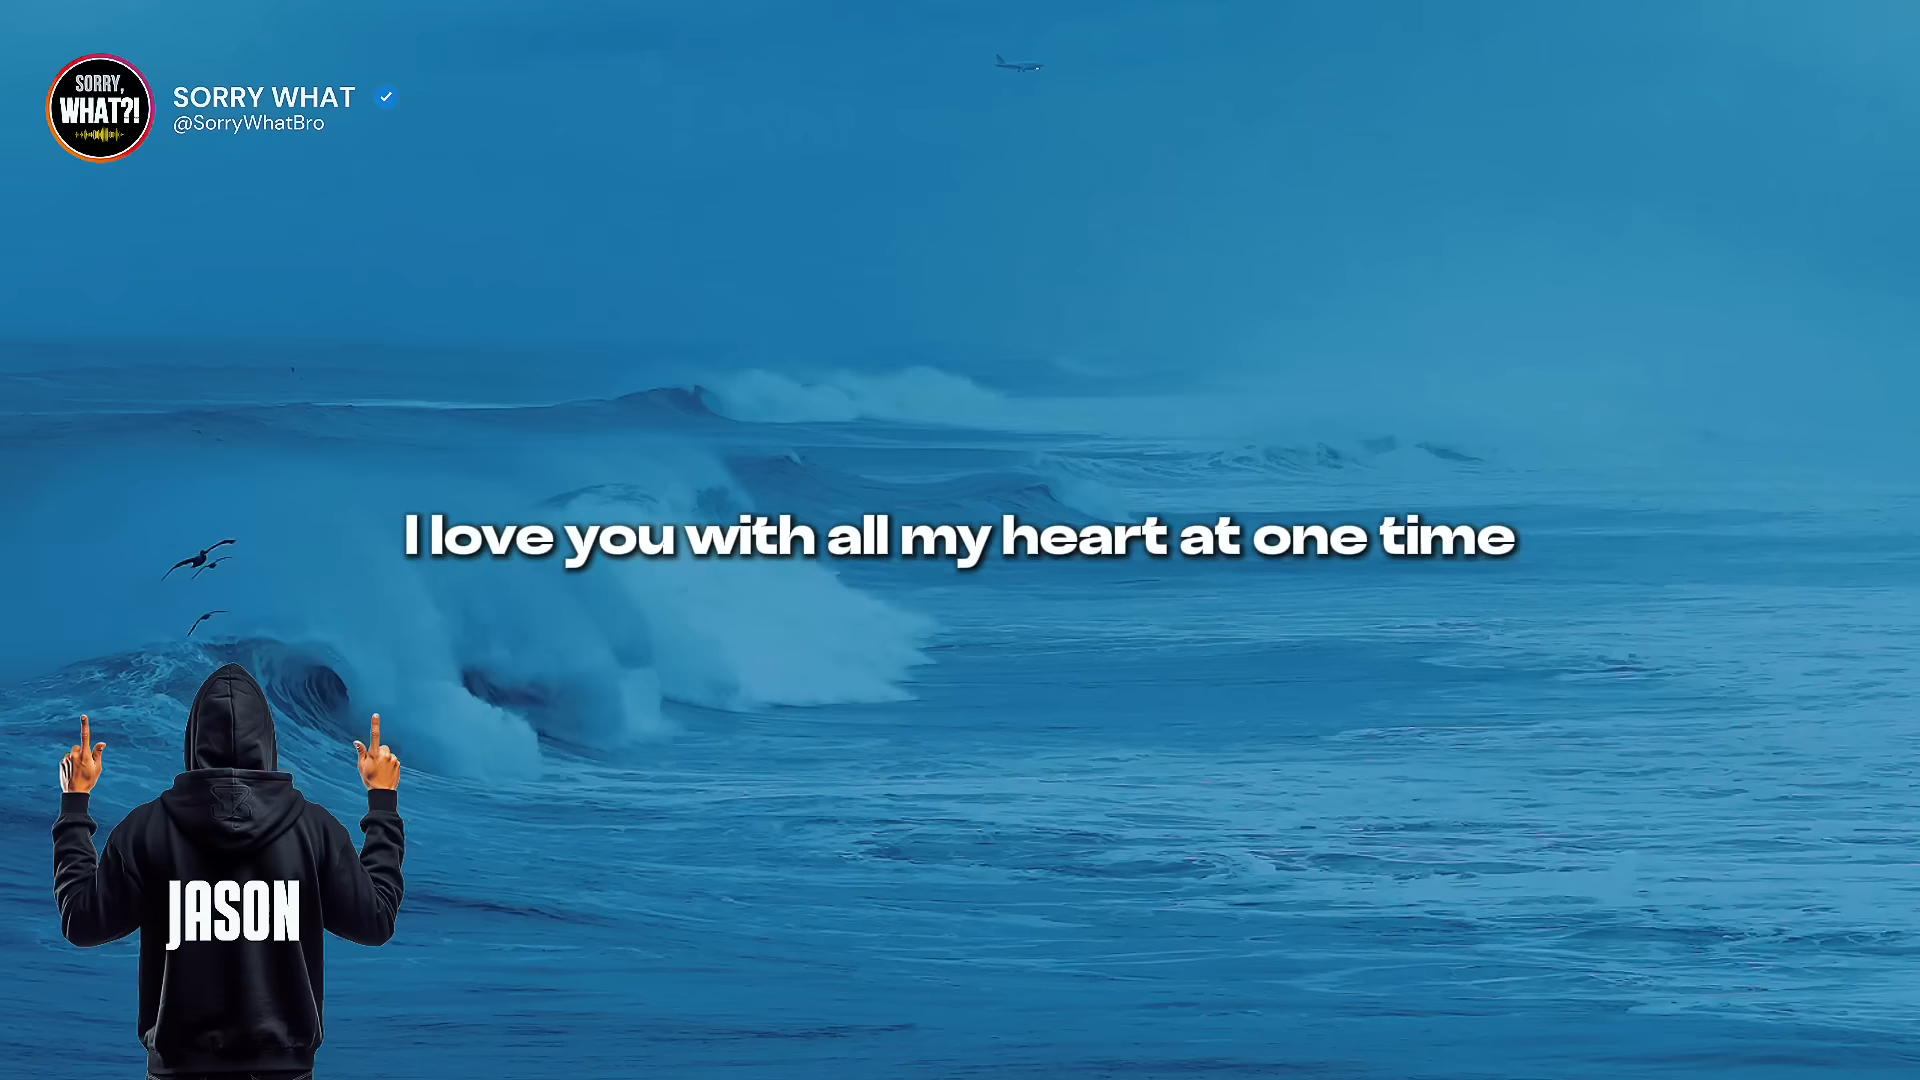 SORRY,
WHAT?!
SORRY WHAT
@SorryWhatBro
I love you with all my heart at one time
JASON